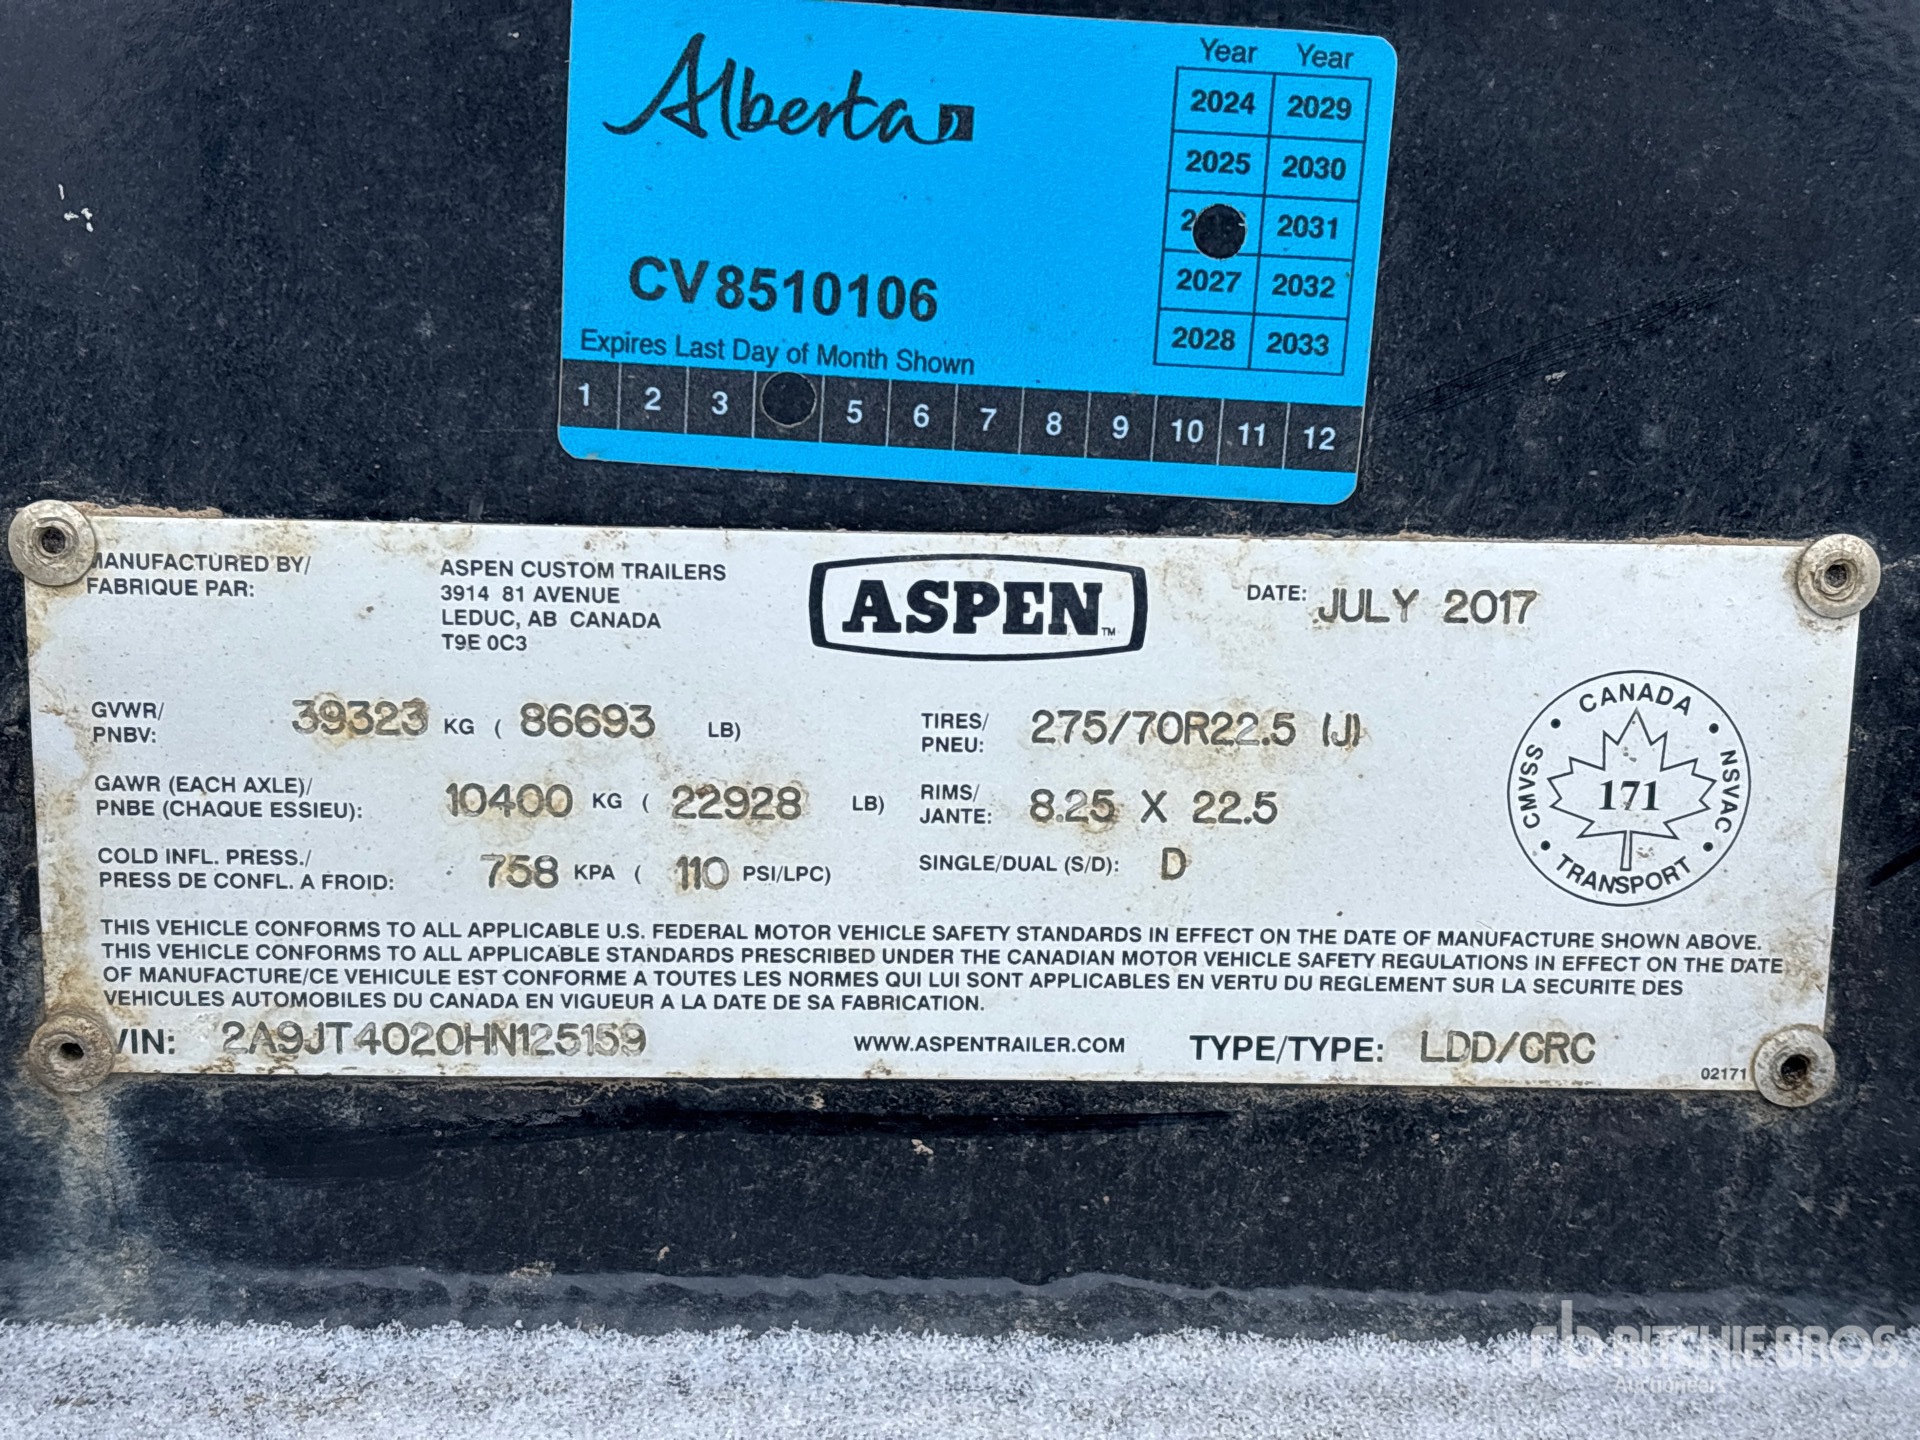 Alberta
Year Year
2024 2029
2025 2030
2031
2027 2032
2028 2033
CV8510106
Expires Last Day of Month Shown
1 2 3 5 6 7 8 9 10 11 12
MANUFACTURED BY/
FABRIQUE PAR:
ASPEN CUSTOM TRAILERS
3914 81 AVENUE
LEDUC, AB CANADA
T9E 0C3
ASPEN™
DATE: JULY 2017
GVWR/
PNBV:
39323 KG ( 86693 LB)
TIRES/
PNEU:
275/70R22.5 (J)
GAWR (EACH AXLE)/
PNBE (CHAQUE ESSIEU):
10400 KG ( 22928 LB)
RIMS/
JANTE:
8.25 X 22.5
COLD INFL. PRESS./
PRESS DE CONFL. A FROID:
758 KPA ( 110 PSI/LPC)
SINGLE/DUAL (S/D): D
CANADA
CMVSS
NSVAC
171
TRANSPORT
THIS VEHICLE CONFORMS TO ALL APPLICABLE U.S. FEDERAL MOTOR VEHICLE SAFETY STANDARDS IN EFFECT ON THE DATE OF MANUFACTURE SHOWN ABOVE.
THIS VEHICLE CONFORMS TO ALL APPLICABLE STANDARDS PRESCRIBED UNDER THE CANADIAN MOTOR VEHICLE SAFETY REGULATIONS IN EFFECT ON THE DATE
OF MANUFACTURE/CE VEHICULE EST CONFORME A TOUTES LES NORMES QUI LUI SONT APPLICABLES EN VERTU DU REGLEMENT SUR LA SECURITE DES
VEHICULES AUTOMOBILES DU CANADA EN VIGUEUR A LA DATE DE SA FABRICATION.
VIN: 2A9JT4020HN125159
WWW.ASPENTRAILER.COM
TYPE/TYPE: LDD/CRC
02171
rb RITCHIE BROS.
Auctioneers